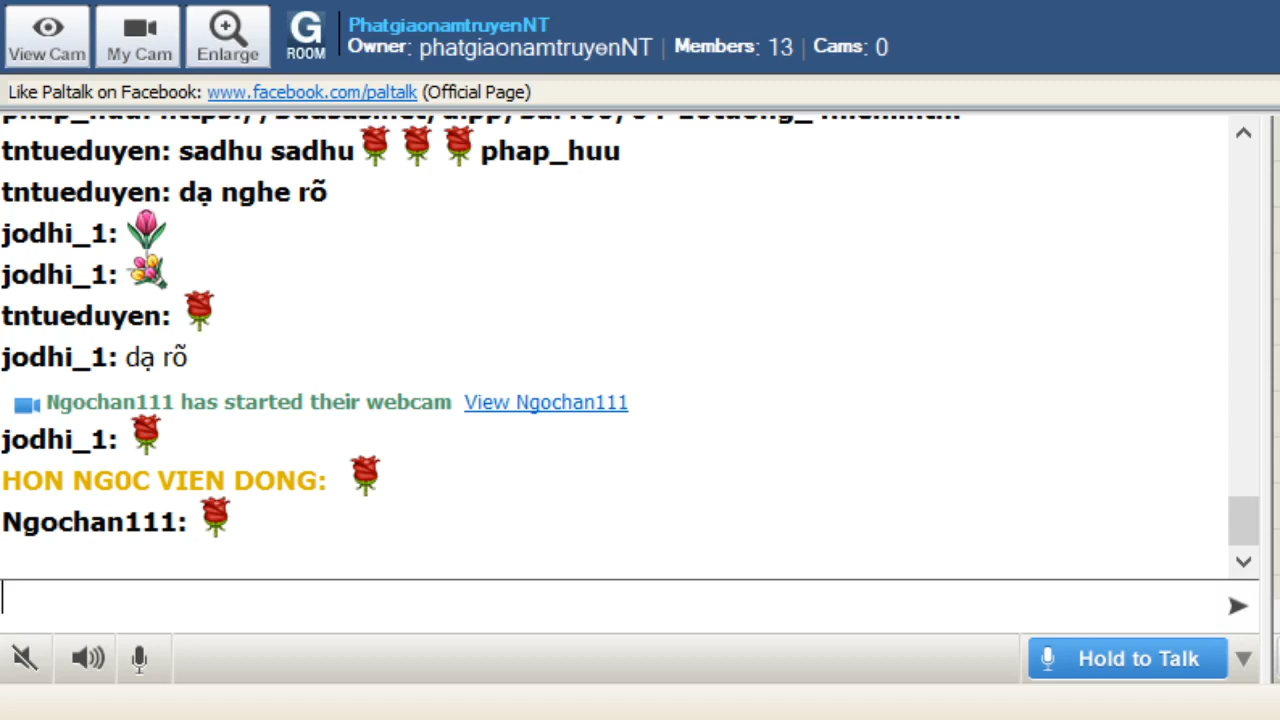 View Cam
My Cam
Enlarge
G
ROOM
PhatgiaonamtruyenNT
Owner: phatgiaonamtruyenNT | Members: 13 | Cams: 0
Like Paltalk on Facebook: www.facebook.com/paltalk (Official Page)
tntueduyen: sadhu sadhu phap_huu
tntueduyen: dạ nghe rõ
jodhi_1:
jodhi_1:
tntueduyen:
jodhi_1: dạ rõ
Ngochan111 has started their webcam View Ngochan111
jodhi_1:
HON NG0C VIEN DONG:
Ngochan111:
Hold to Talk